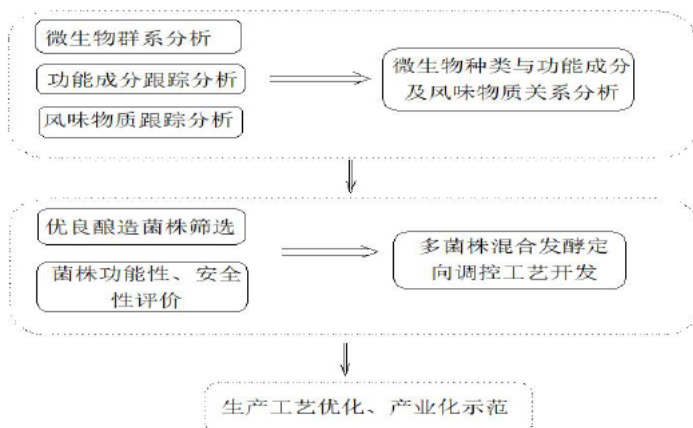 微生物群系分析
功能成分跟踪分析
风味物质跟踪分析
微生物种类与功能成分
及风味物质关系分析
优良酿造菌株筛选
菌株功能性、安全
性评价
多菌株混合发酵定
向调控工艺开发
生产工艺优化、产业化示范